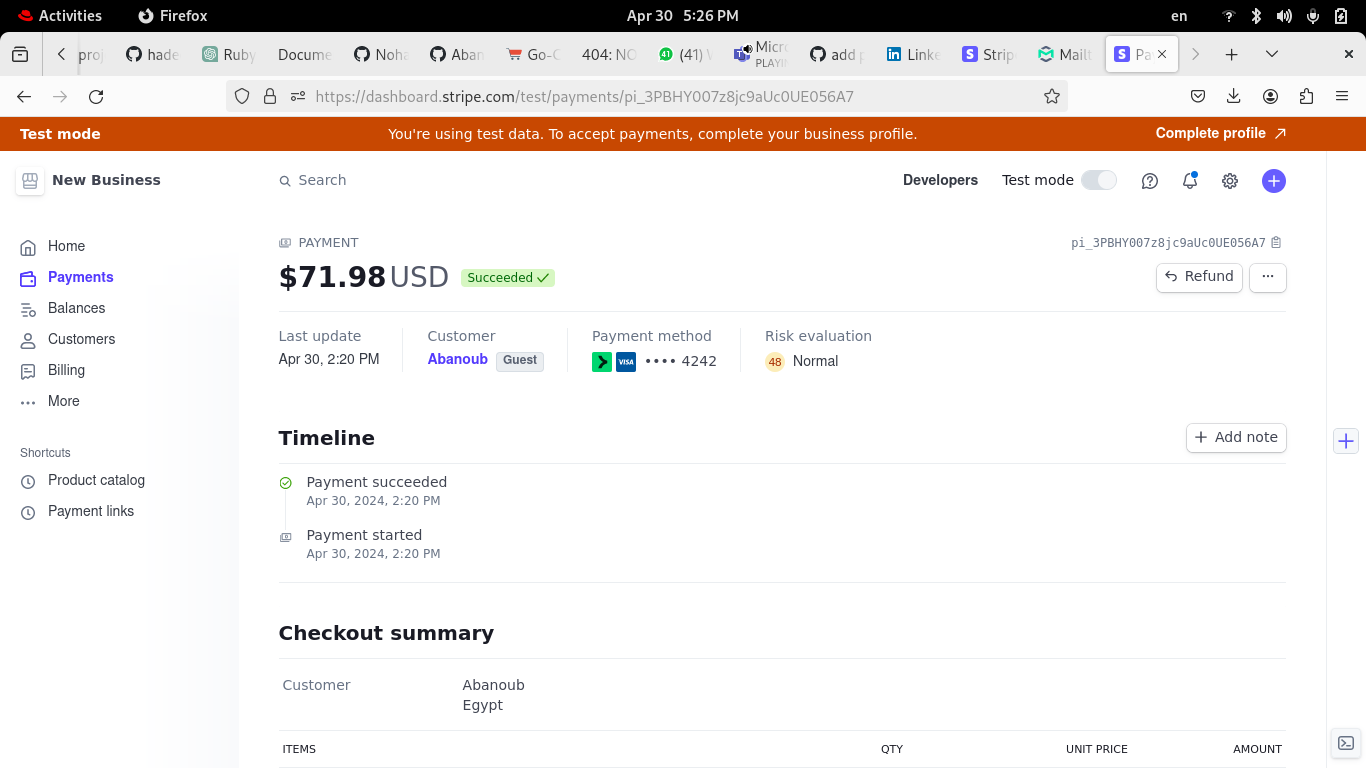 Activities
Firefox
Apr 30 5:26 PM
en
proj
hade
Ruby
Docume
Noha
Aban
Go-C
404: NO
(41)
Micro
PLAYIN
add p
Linke
Strip
Mailt
Pa
https://dashboard.stripe.com/test/payments/pi_3PBHY007z8jc9aUc0UE056A7
Test mode
You're using test data. To accept payments, complete your business profile.
Complete profile
New Business
Search
Developers
Test mode
Home
Payments
Balances
Customers
Billing
More
Shortcuts
Product catalog
Payment links
PAYMENT
pi_3PBHY007z8jc9aUc0UE056A7
$71.98 USD
Succeeded
Refund
Last update
Apr 30, 2:20 PM
Customer
Abanoub Guest
Payment method
VISA •••• 4242
Risk evaluation
48 Normal
Timeline
Add note
Payment succeeded
Apr 30, 2024, 2:20 PM
Payment started
Apr 30, 2024, 2:20 PM
Checkout summary
Customer
Abanoub
Egypt
ITEMS QTY UNIT PRICE AMOUNT